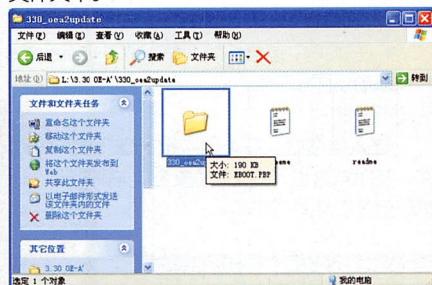 330_oea2update
文件(F) 编辑(E) 查看(V) 收藏(A) 工具(T) 帮助(H)
后退 搜索 文件夹
地址(D) L:\3.30 OE-A'\330_oea2update 转到
文件和文件夹任务
重命名这个文件夹
移动这个文件夹
复制这个文件夹
将这个文件夹发布到
Web
共享此文件夹
以电子邮件形式发送
该文件夹内的文件
删除这个文件夹
readme
大小: 190 KB
文件: EBOOT.PBP
其它位置
3.30 OE-A'
选定 1 个对象 我的电脑